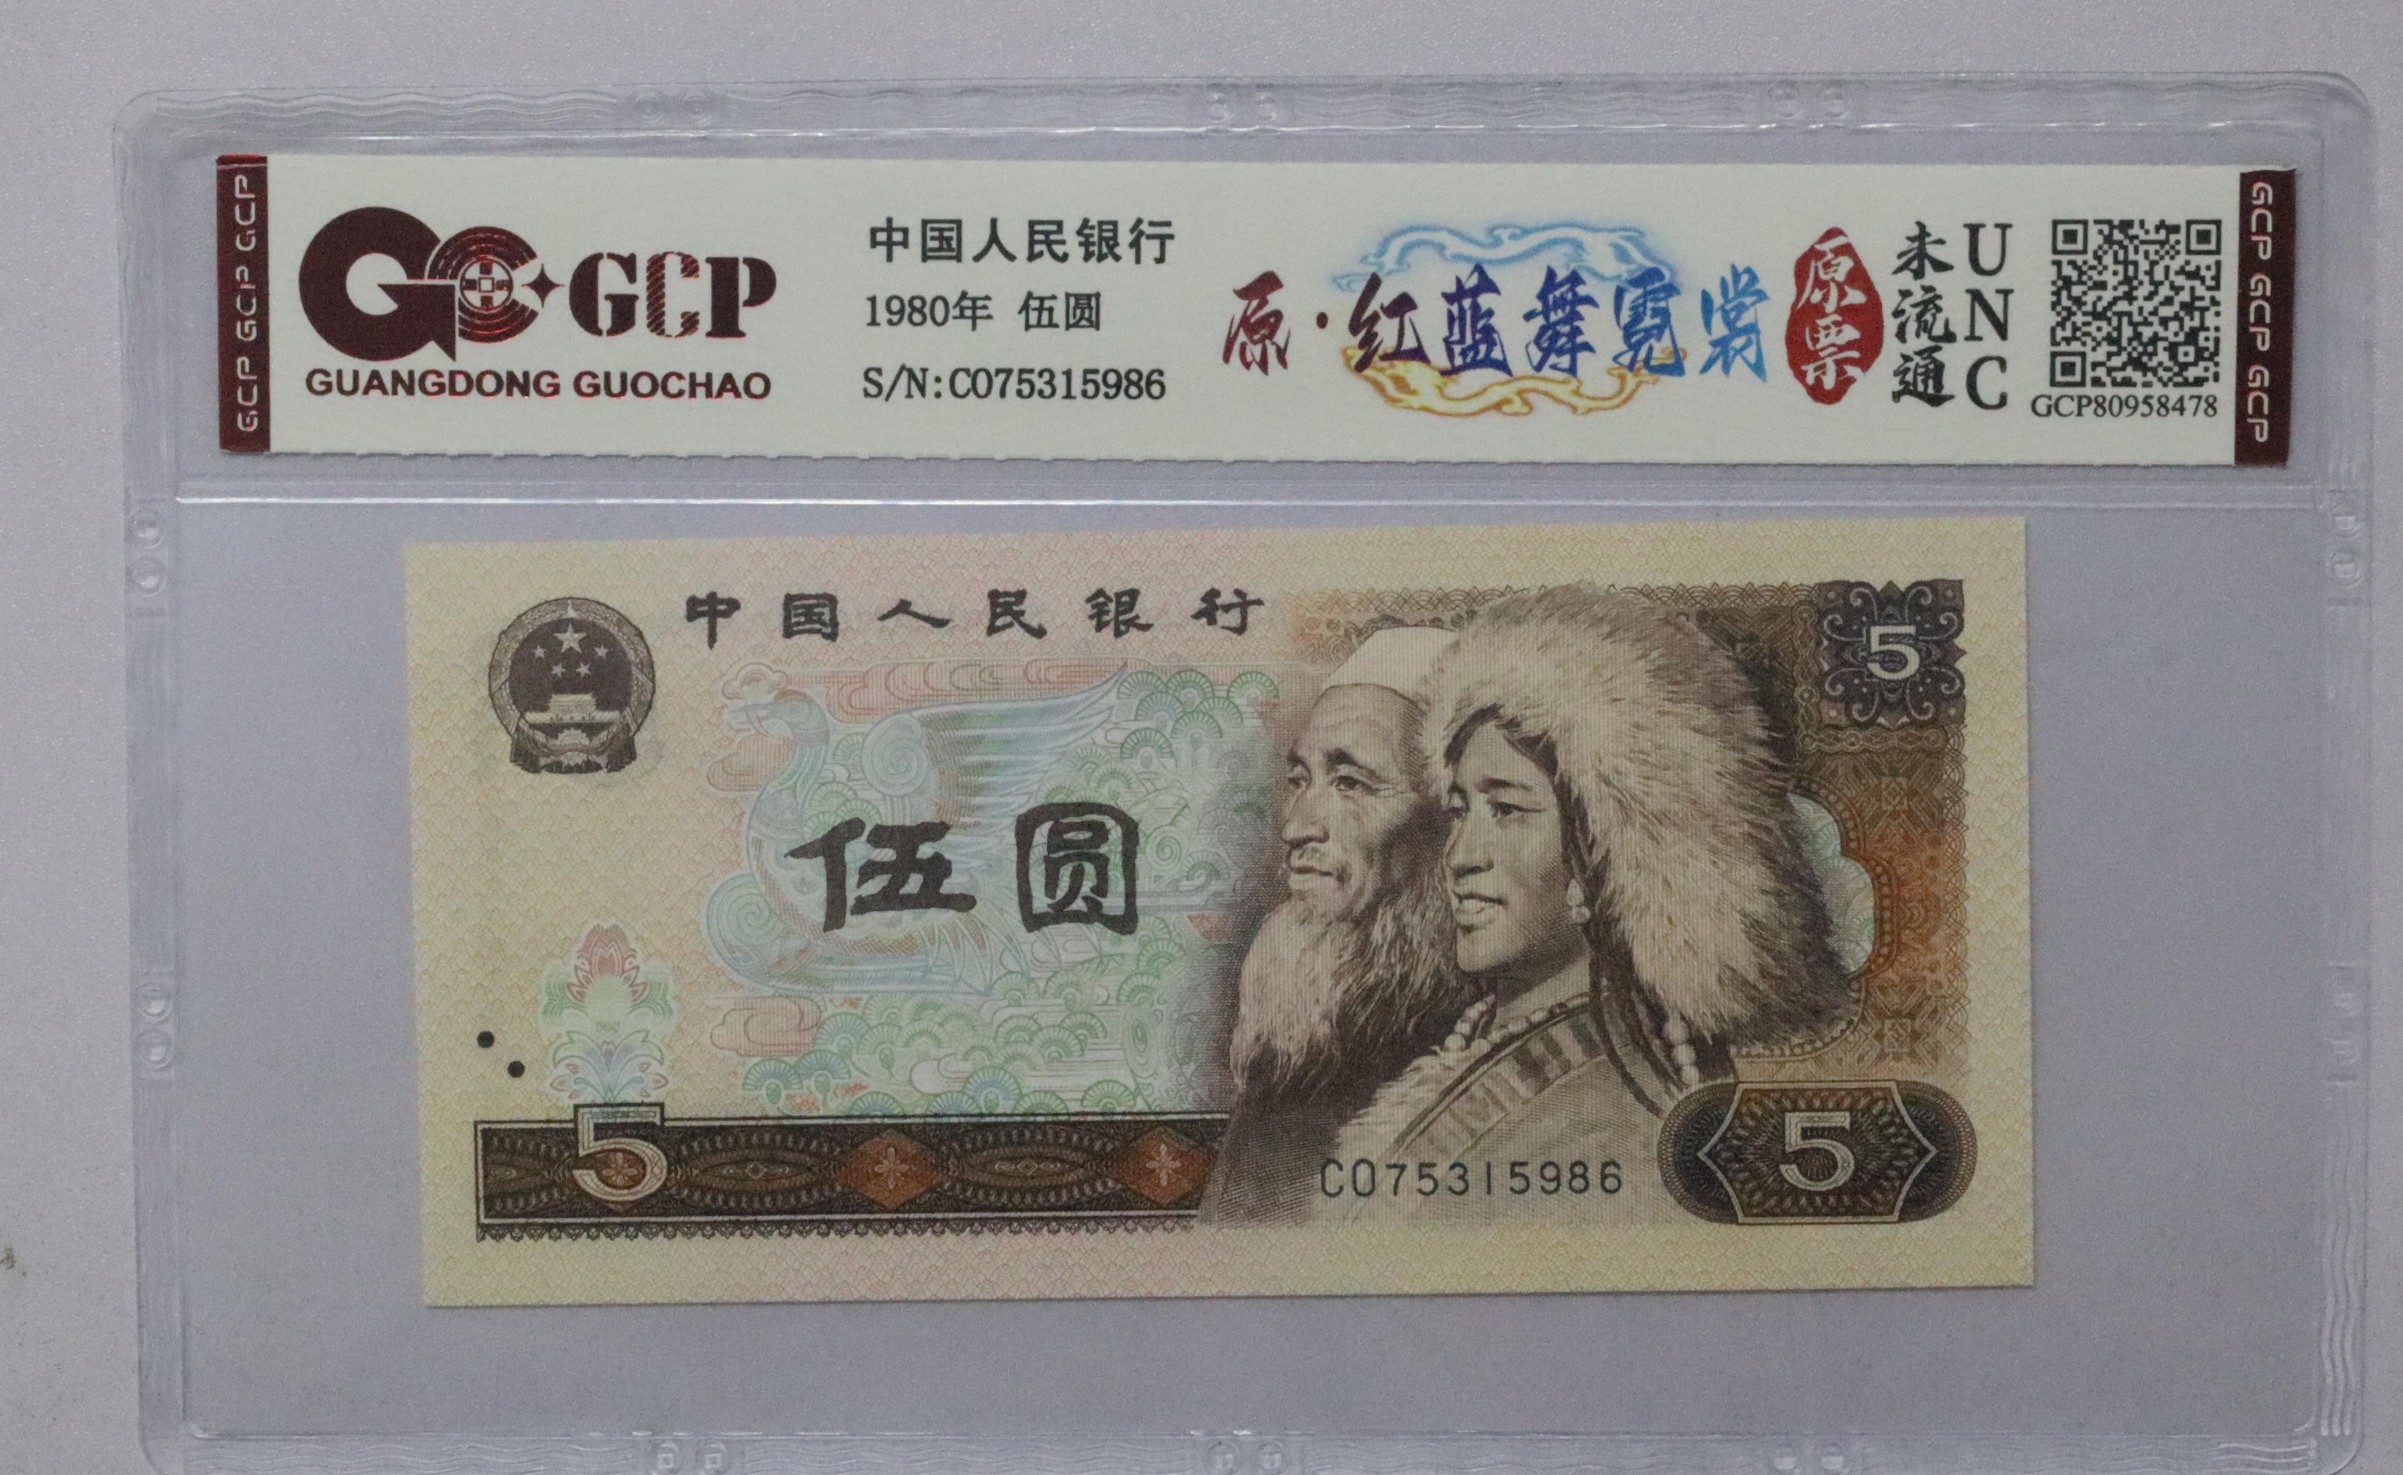 GCP GCP GCP
GCP
GUANGDONG GUOCHAO
中国人民银行
1980年 伍圆
S/N:CO75315986
原·红蓝舞霓裳
原票
未流通
UNC
GCP80958478
GCP GCP GCP
中国人民银行
5
伍圆
5
CO75315986
5